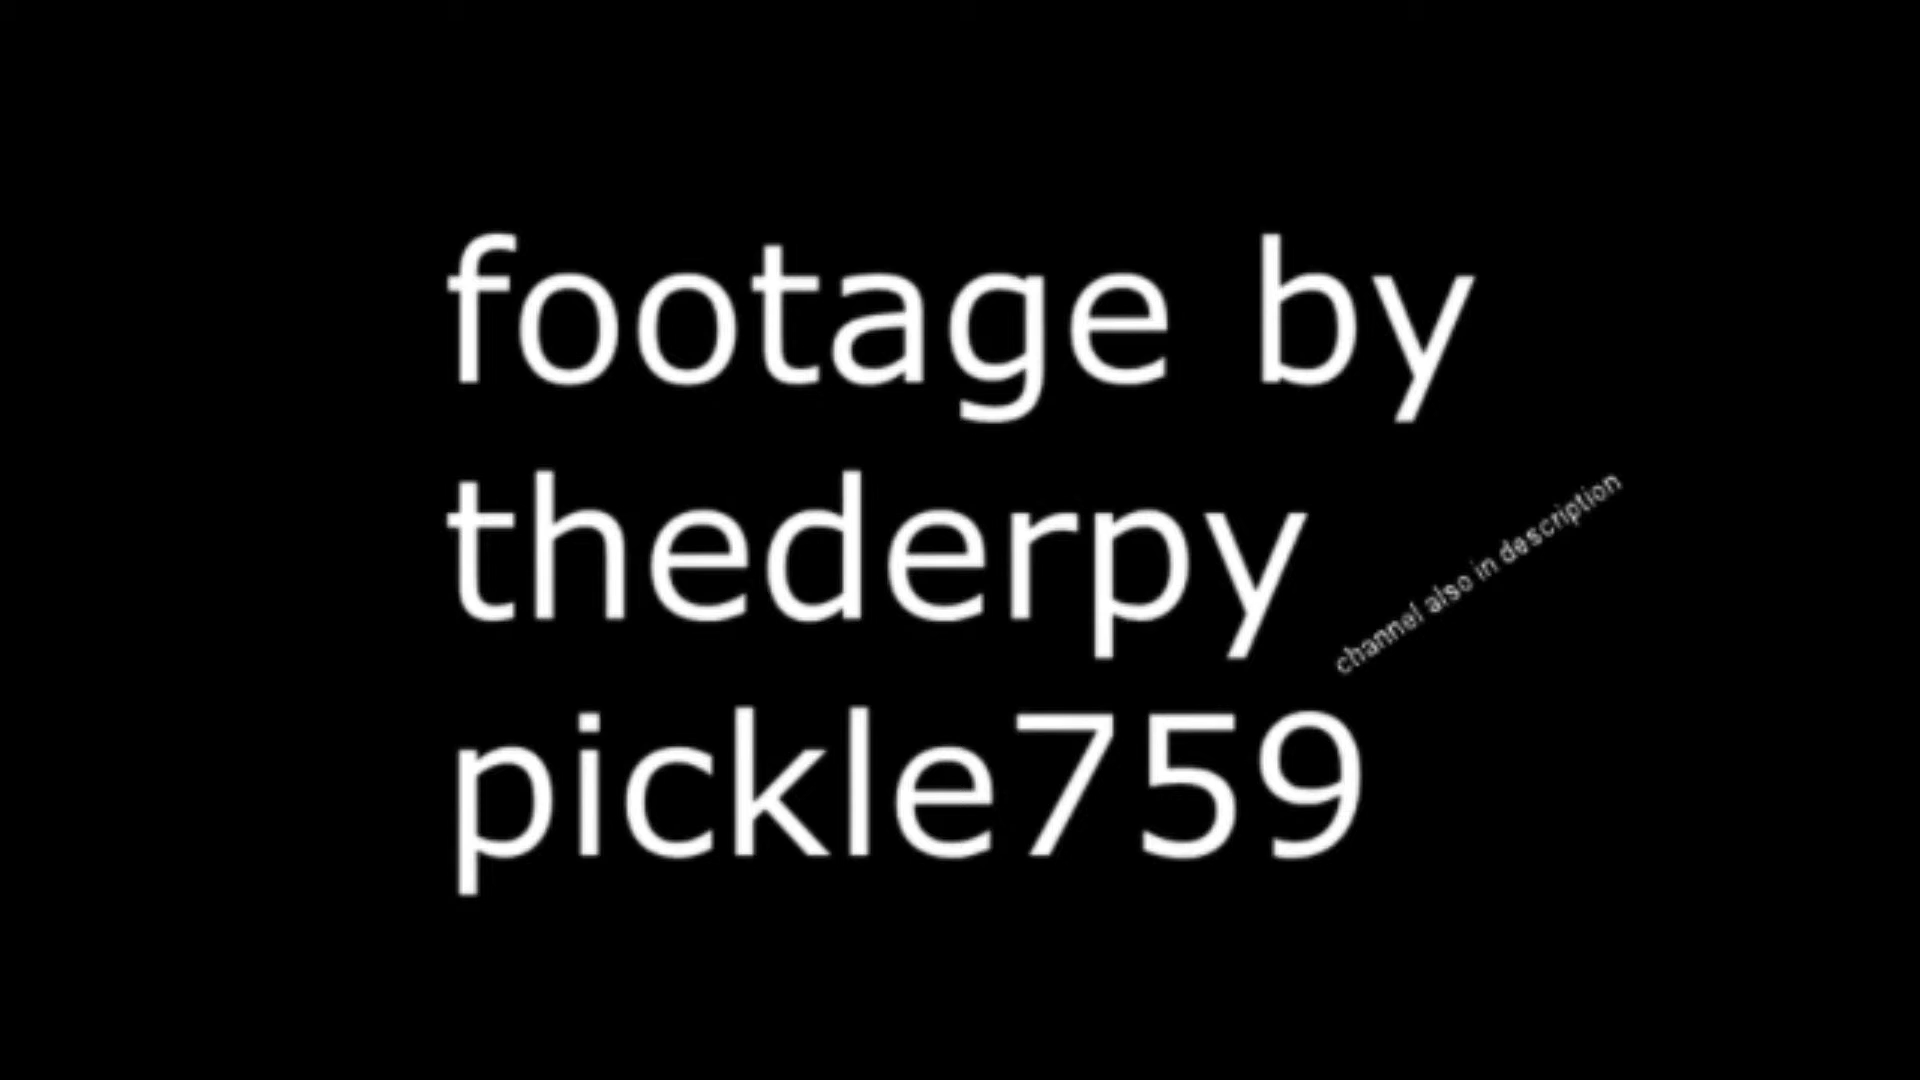 footage by
thederpy
channel also in description
pickle759